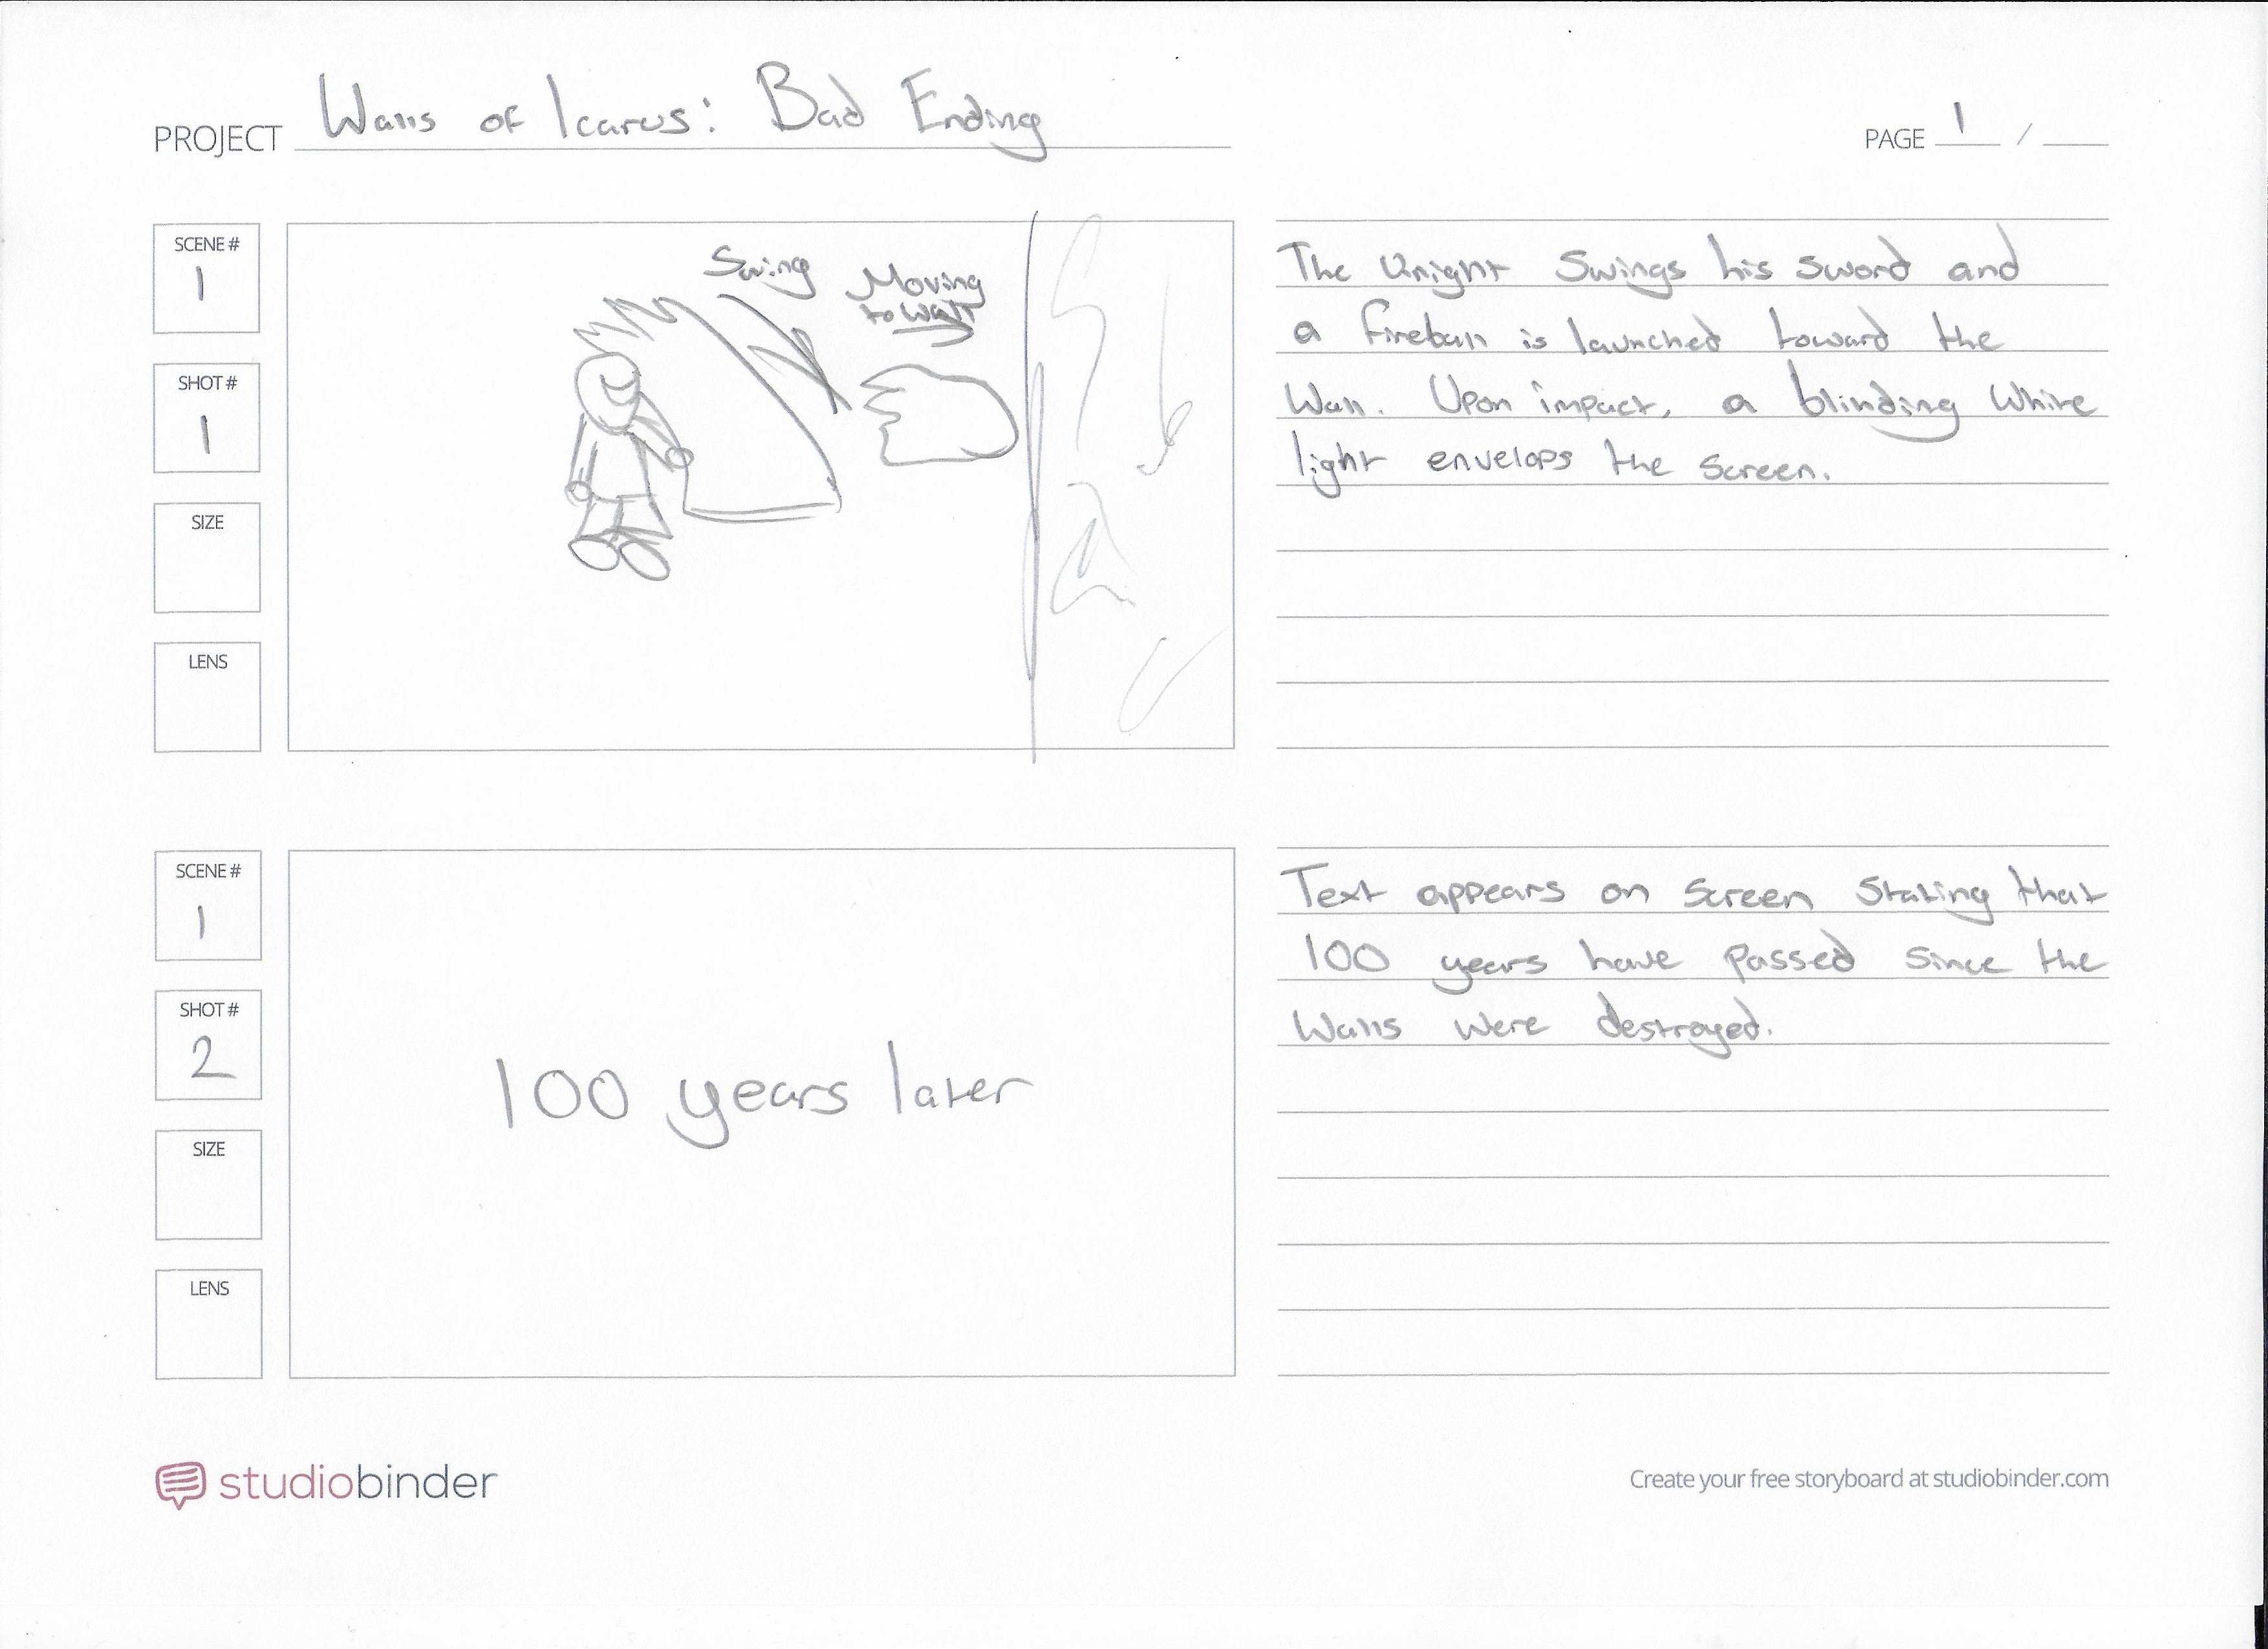 PROJECT Walls of Icarus: Bad Ending
PAGE 1 /
SCENE #
1
SHOT #
1
SIZE
LENS
Swing
Moving
to wall
The Knight Swings his sword and
a fireball is launched toward the
Wall. Upon impact, a blinding White
light envelops the screen.
SCENE #
1
SHOT #
2
SIZE
LENS
100 years later
Text appears on Screen Stating that
100 years have passed since the
Walls were destroyed.
studiobinder
Create your free storyboard at studiobinder.com